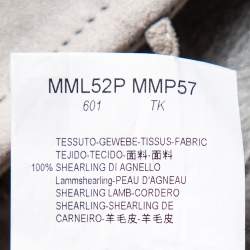 MML52P MMP57
601 TK
TESSUTO-GEWEBE-TISSUS-FABRIC
TEJIDO-TECIDO-面料-面料
100% SHEARLING DI AGNELLO
Lammshearling-PEAU D'AGNEAU
SHEARLING LAMB-CORDERO
SHEARLING-SHEARLING DE
CARNEIRO-羊毛皮-羊毛皮